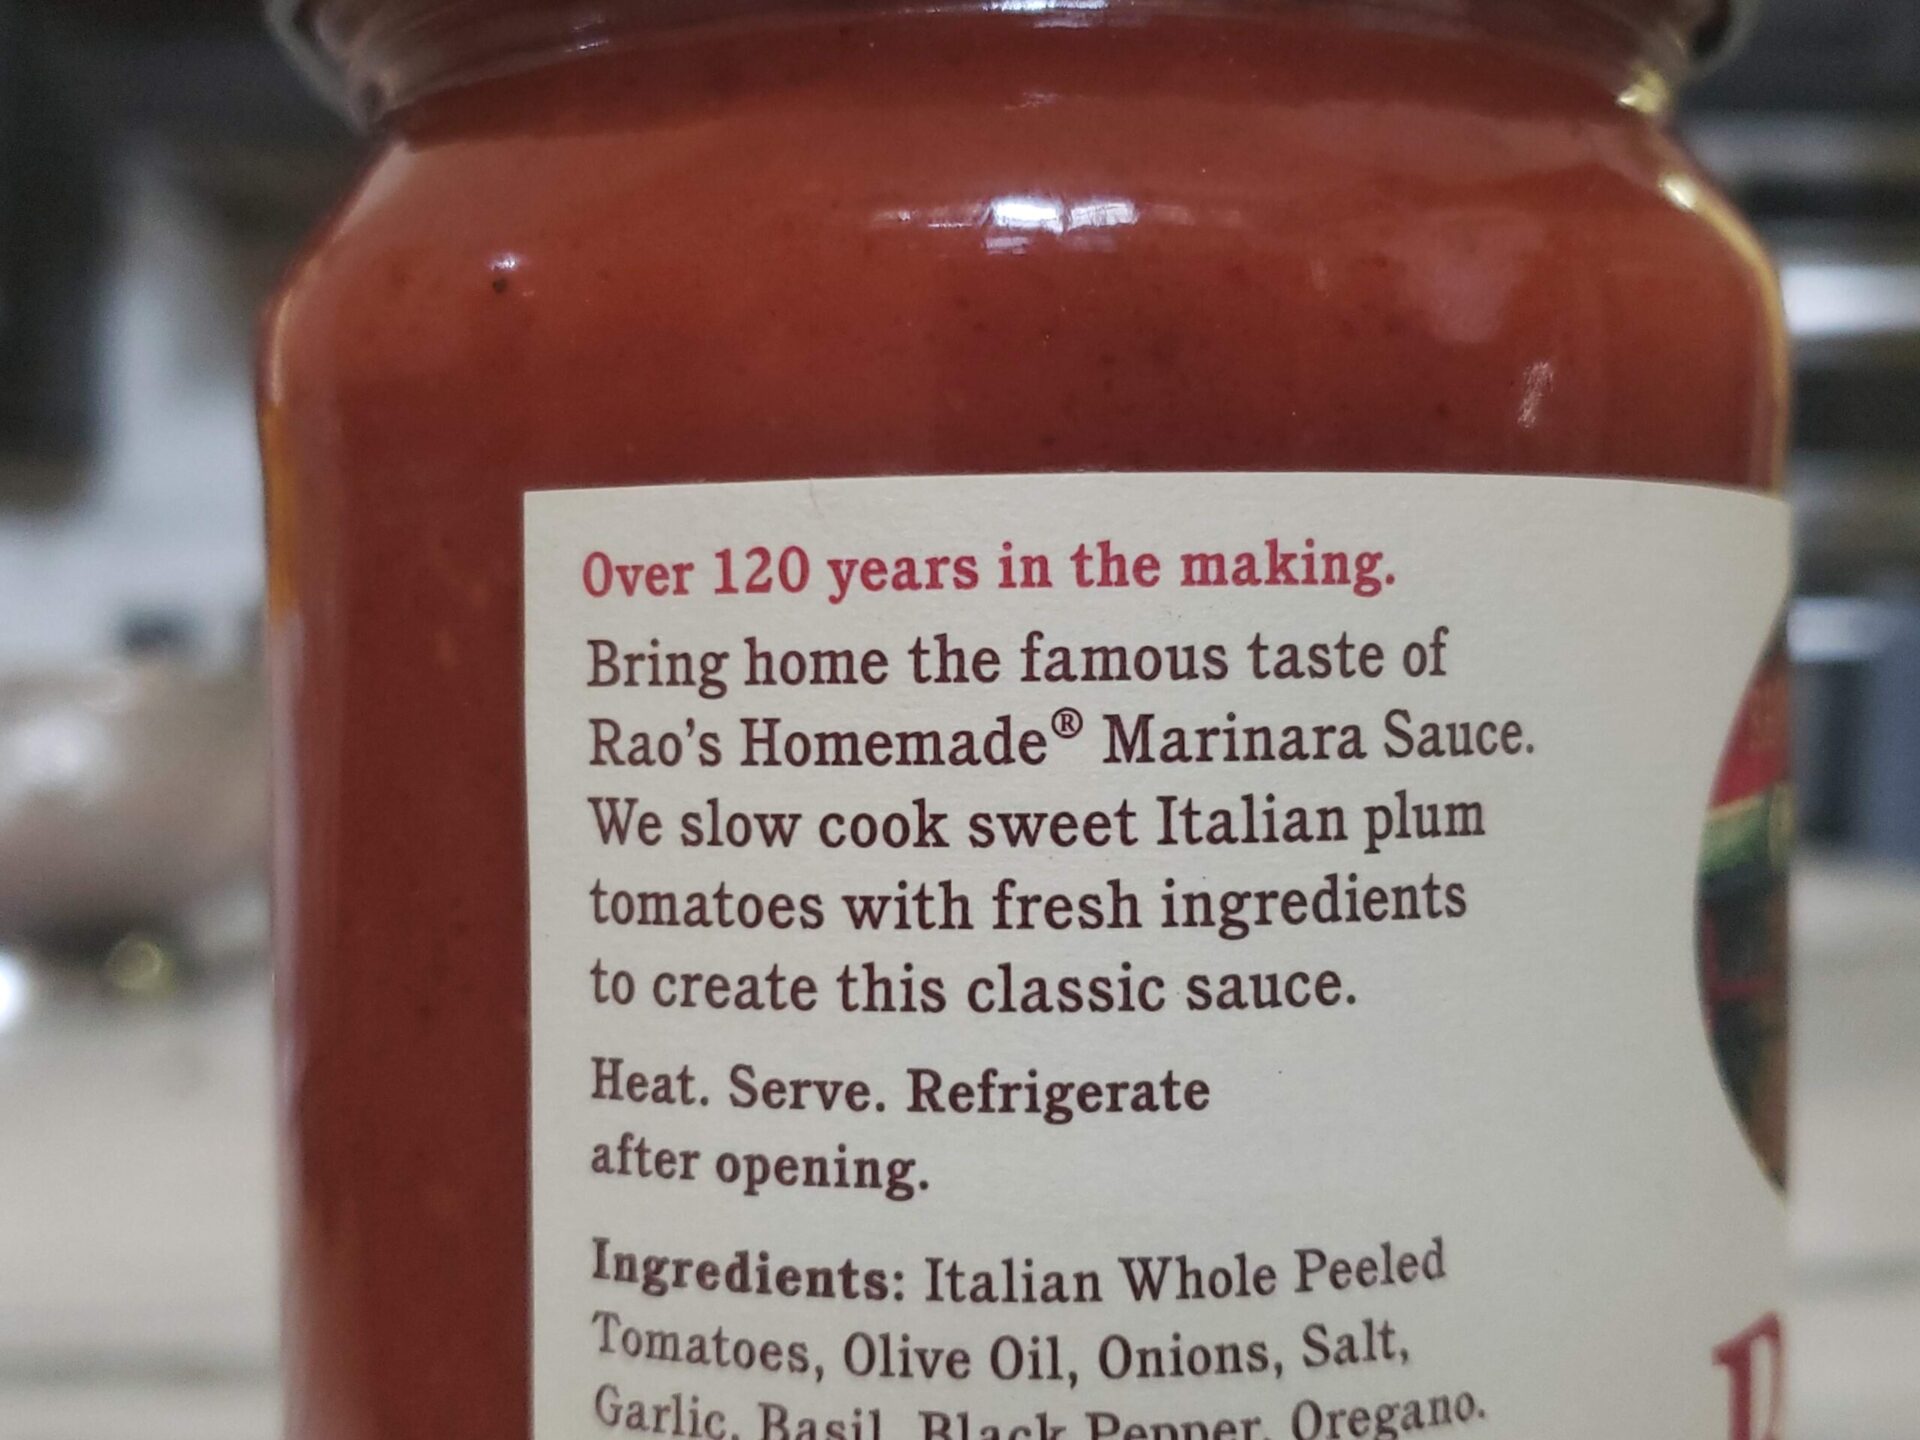 Over 120 years in the making.
Bring home the famous taste of
Rao's Homemade® Marinara Sauce.
We slow cook sweet Italian plum
tomatoes with fresh ingredients
to create this classic sauce.
Heat. Serve. Refrigerate
after opening.
Ingredients: Italian Whole Peeled
Tomatoes, Olive Oil, Onions, Salt,
Garlic, Basil, Black Pepper, Oregano.